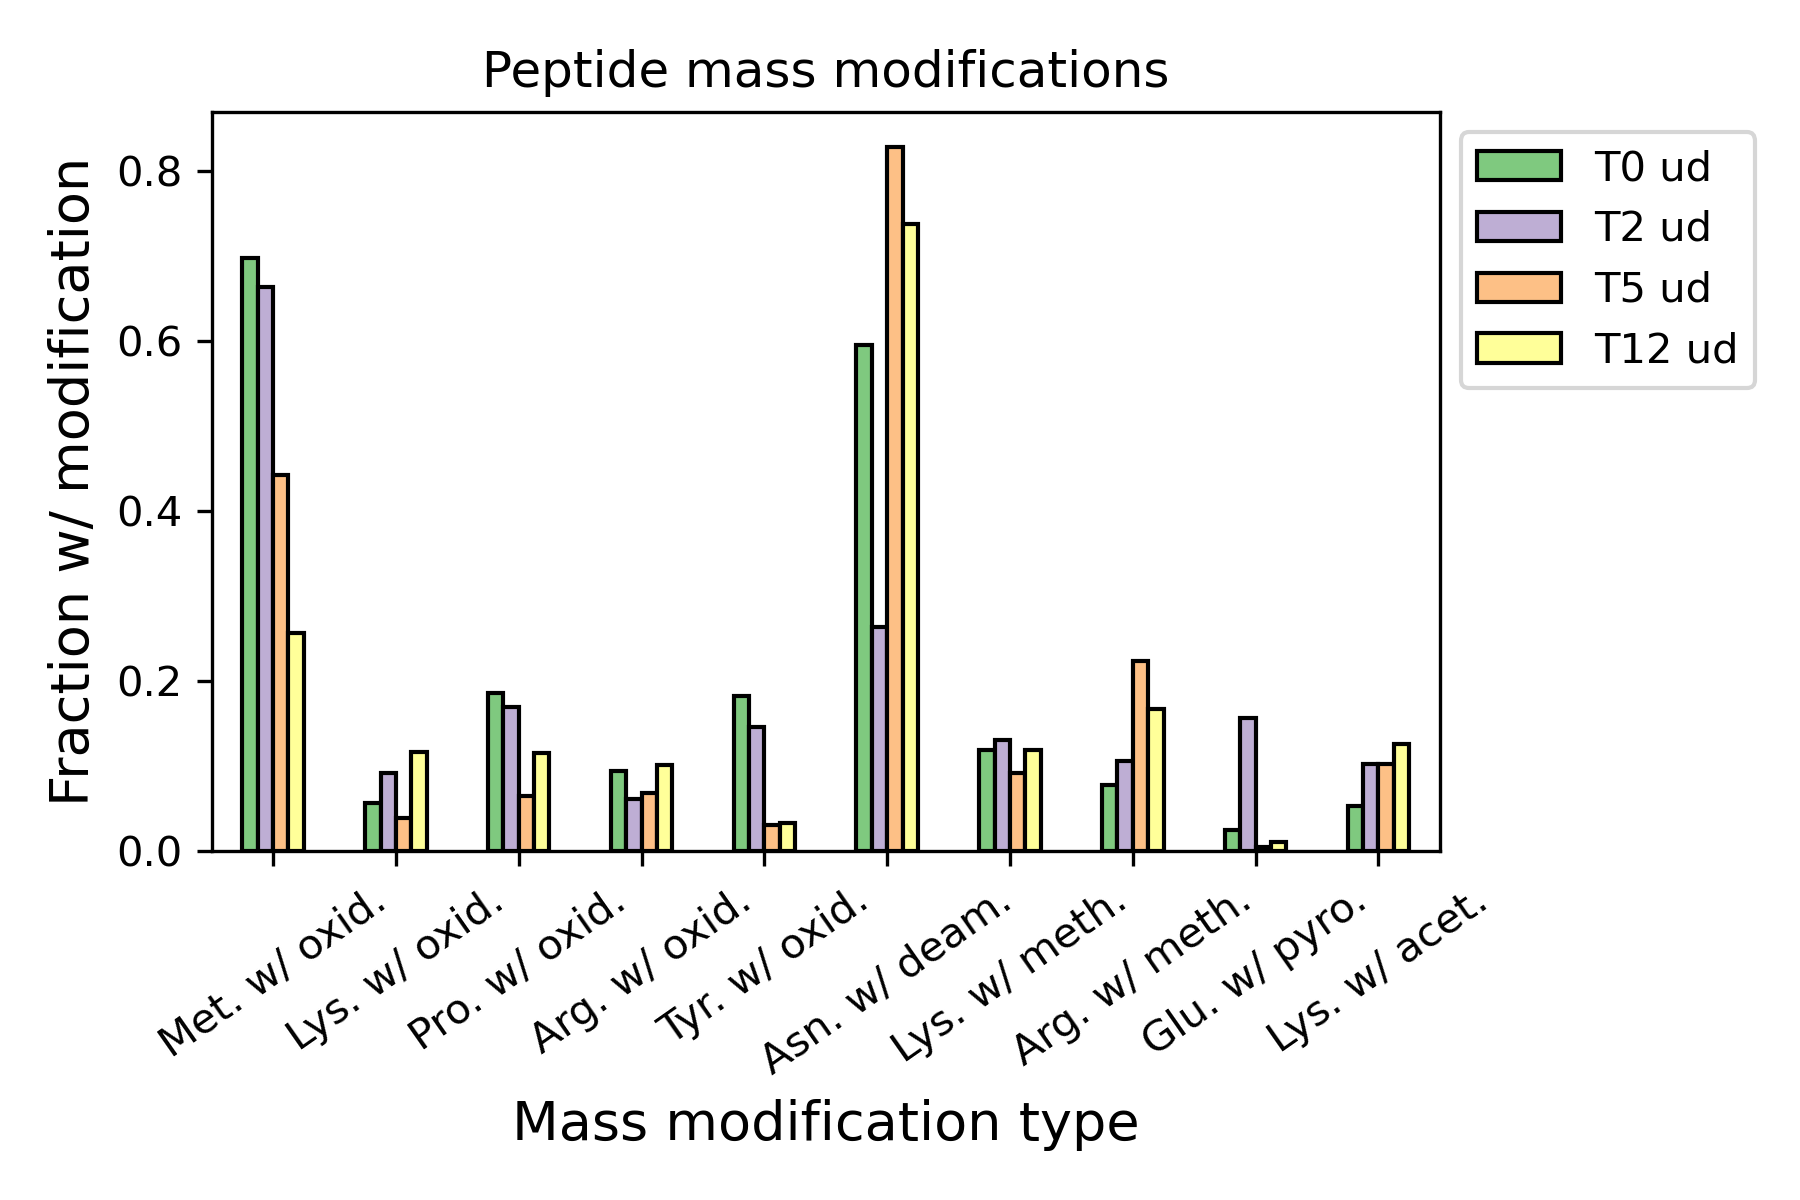 Peptide mass modifications
Fraction w/ modification
0.8
0.6
0.4
0.2
0.0
T0 ud
T2 ud
T5 ud
T12 ud
Met. w/ oxid.
Lys. w/ oxid.
Pro. w/ oxid.
Arg. w/ oxid.
Tyr. w/ oxid.
Asn. w/ deam.
Lys. w/ meth.
Arg. w/ meth.
Glu. w/ pyro.
Lys. w/ acet.
Mass modification type